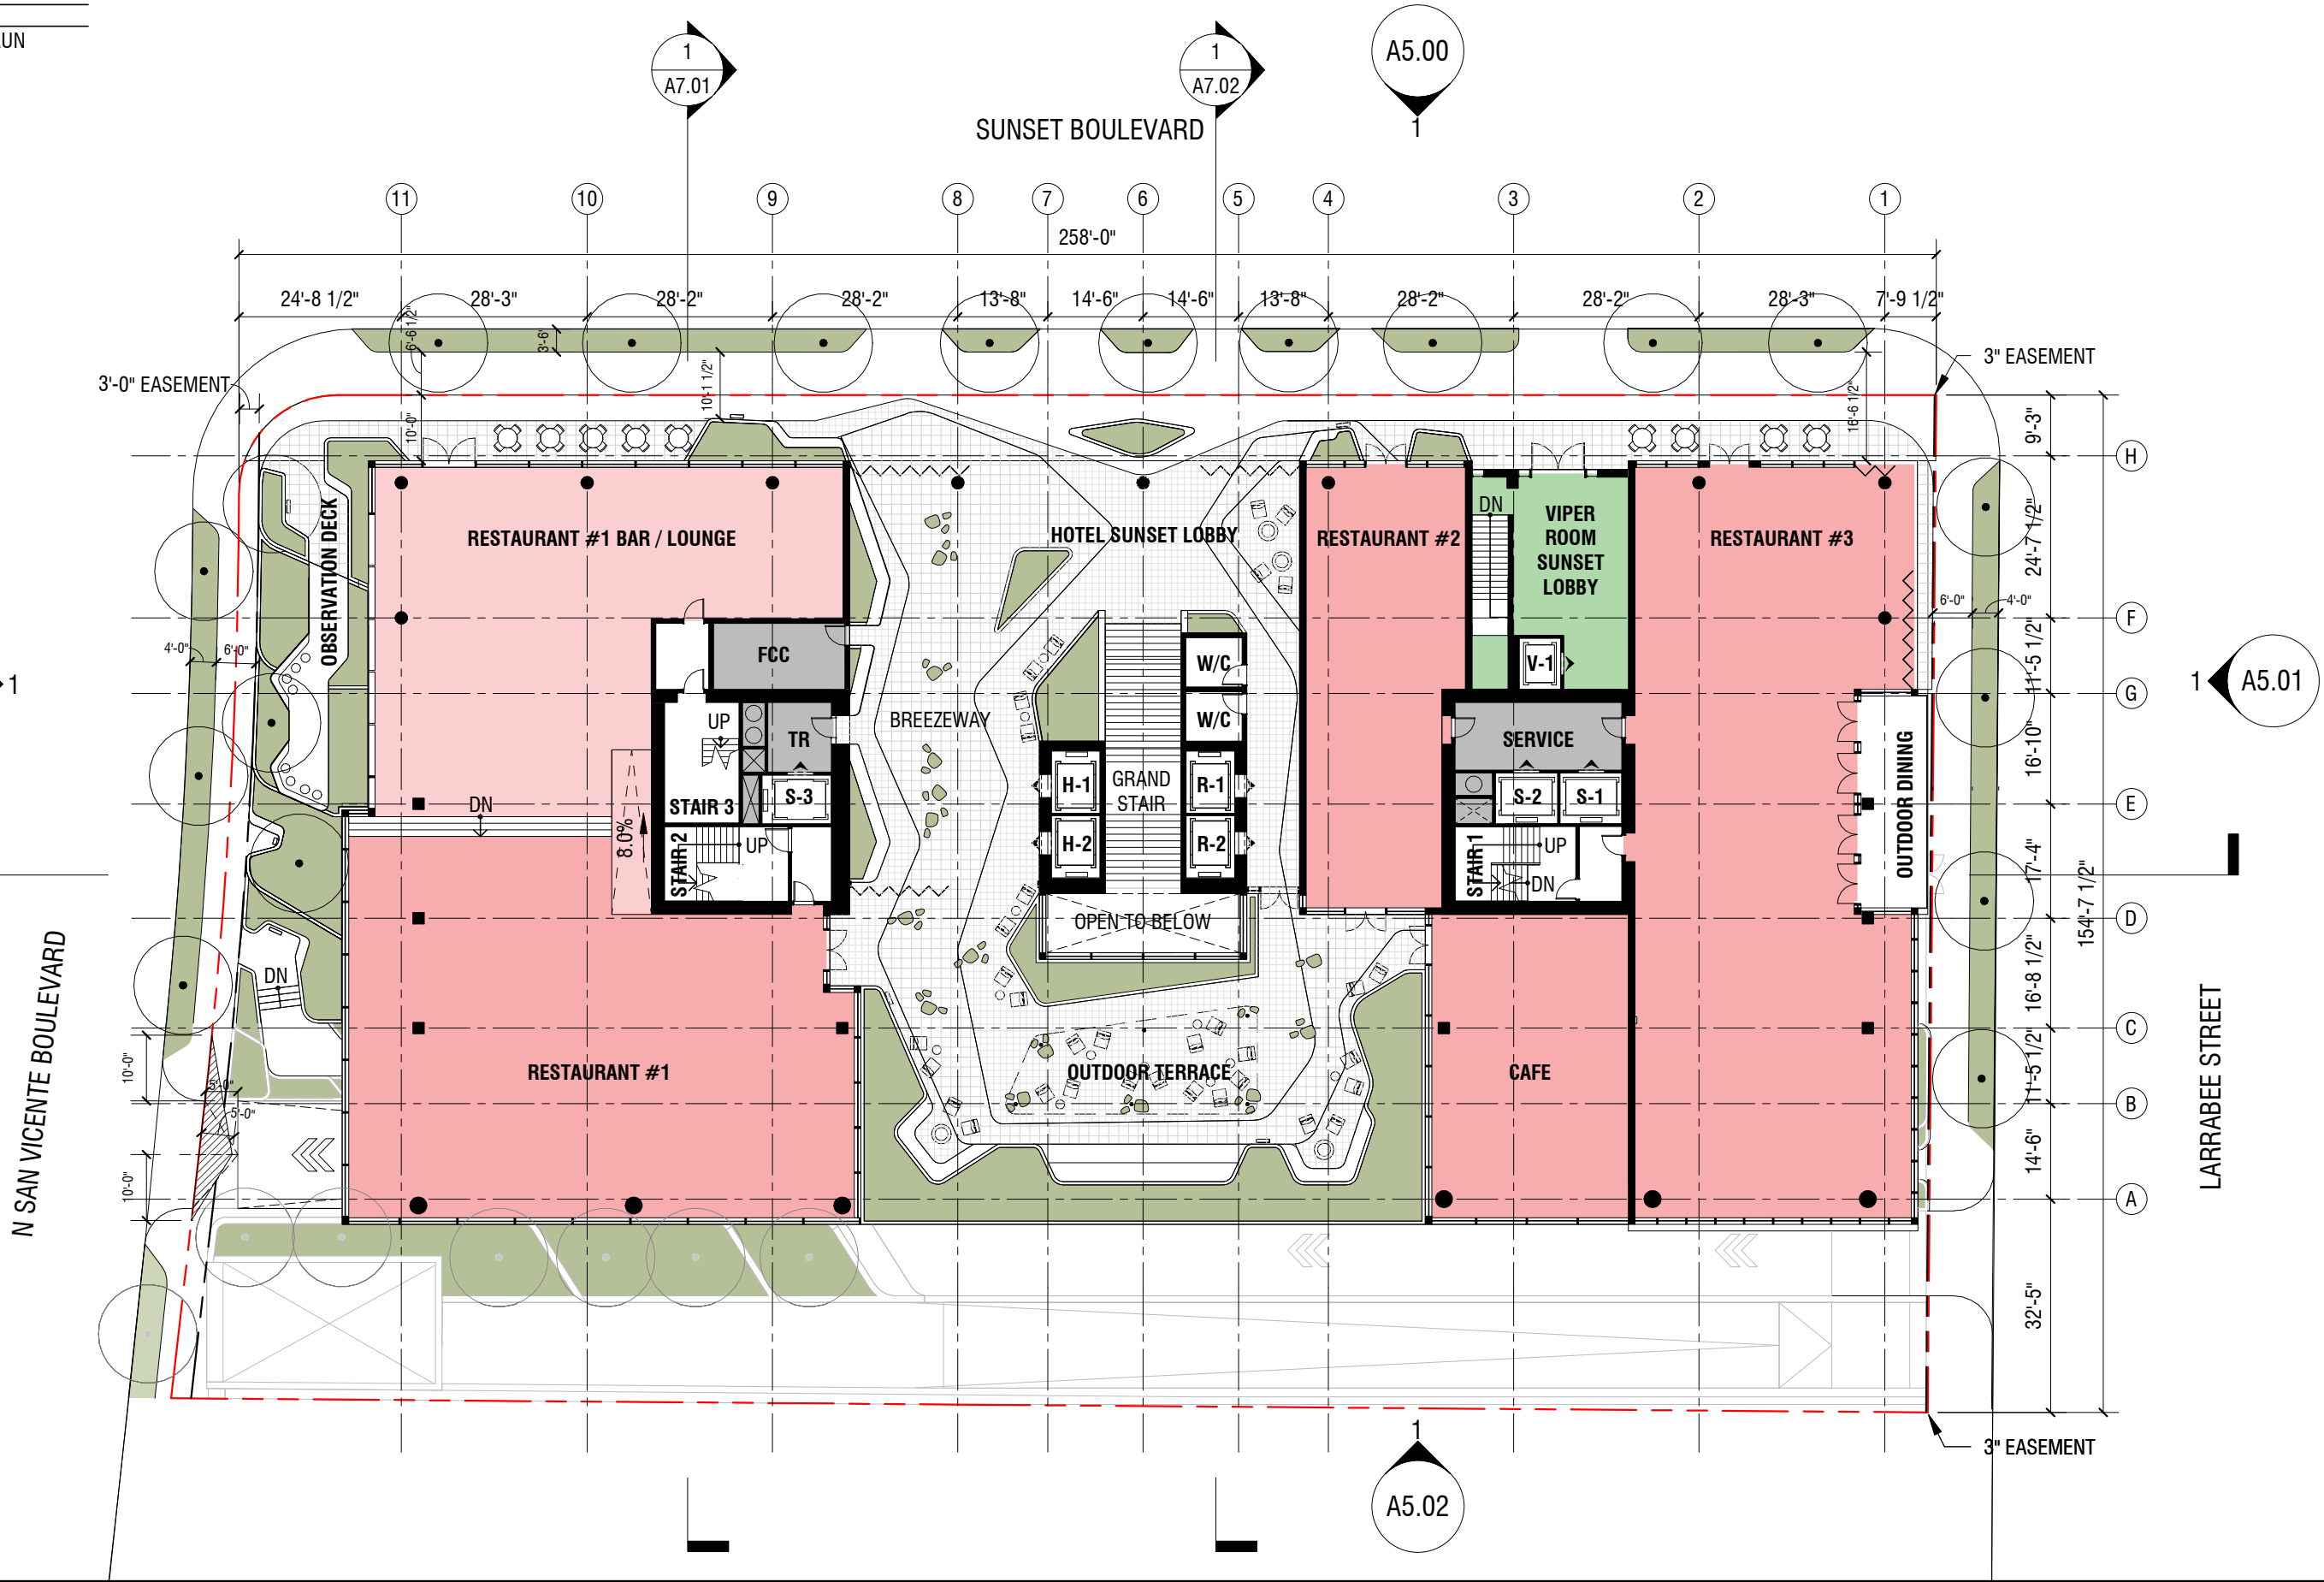 UN
1
A7.01
1
A7.02
A5.00
1
SUNSET BOULEVARD
11
10
9
8
7
6
5
4
3
2
1
258'-0"
24'-8 1/2"
28'-3"
28'-2"
28'-2"
13'-8"
14'-6"
14'-6"
13'-8"
28'-2"
28'-2"
28'-3"
7'-9 1/2"
6'-6 1/2"
3'-6"
10'-1 1/2"
10'-0"
16'-6 1/2"
3'-0" EASEMENT
3" EASEMENT
9'-3"
H
24'-7 1/2"
F
11'-5 1/2"
G
16'-10"
E
17'-4"
D
16'-8 1/2"
C
11'-5 1/2"
B
14'-6"
A
32'-5"
154'-7 1/2"
6'-0"
4'-0"
4'-0"
6'-0"
1
1
A5.01
OBSERVATION DECK
RESTAURANT #1 BAR / LOUNGE
HOTEL SUNSET LOBBY
RESTAURANT #2
DN
VIPER
ROOM
SUNSET
LOBBY
RESTAURANT #3
FCC
W/C
V-1
UP
TR
BREEZEWAY
W/C
SERVICE
OUTDOOR DINING
STAIR 3
S-3
H-1
GRAND
STAIR
R-1
S-2
S-1
DN
8.0%
STAIR 2
UP
H-2
R-2
STAIR 1
UP
DN
OPEN TO BELOW
DN
N SAN VICENTE BOULEVARD
LARRABEE STREET
10'-0"
5'-0"
5'-0"
10'-0"
RESTAURANT #1
OUTDOOR TERRACE
CAFE
3" EASEMENT
1
A5.02